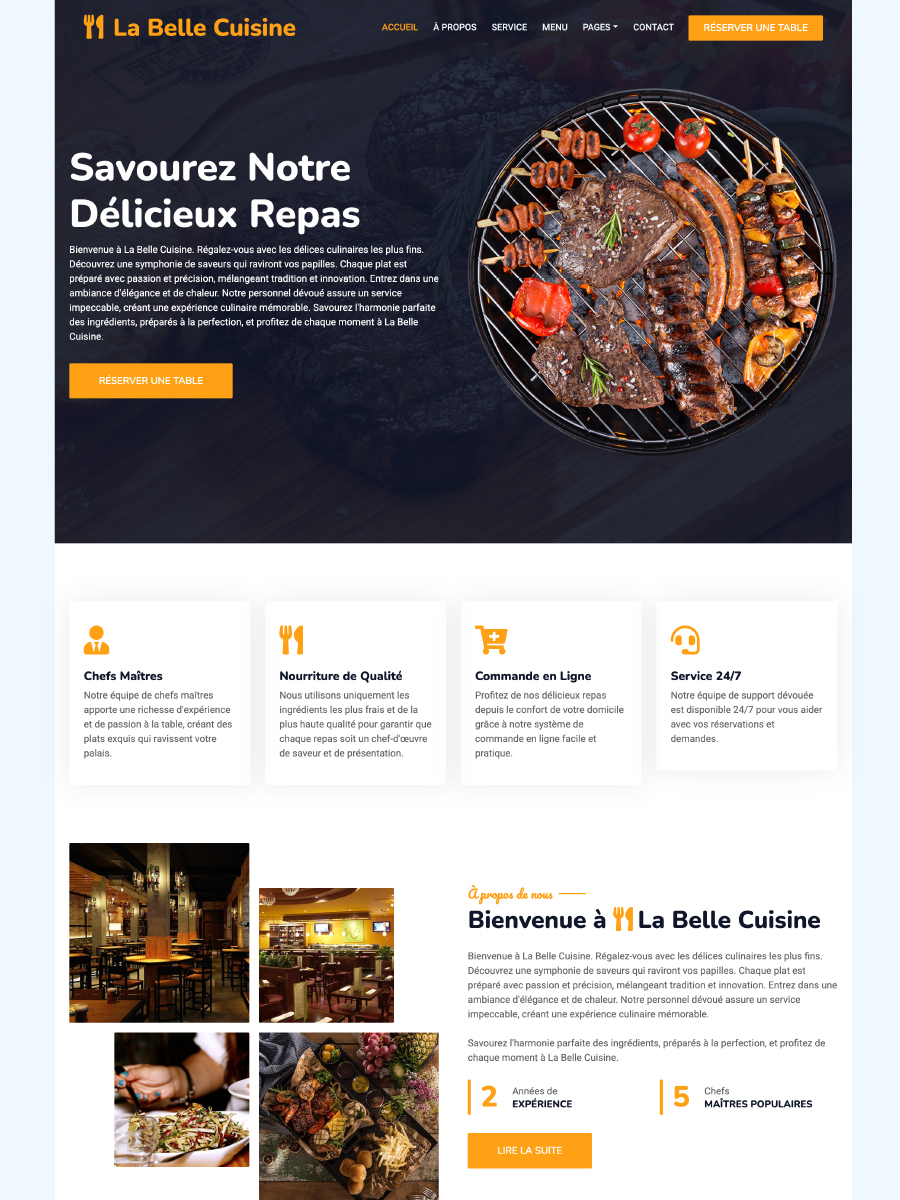 La Belle Cuisine
ACCUEIL
À PROPOS
SERVICE
MENU
PAGES
CONTACT
RÉSERVER UNE TABLE
Savourez Notre
Délicieux Repas
Bienvenue à La Belle Cuisine. Régalez-vous avec les délices culinaires les plus fins.
Découvrez une symphonie de saveurs qui raviront vos papilles. Chaque plat est
préparé avec passion et précision, mélangeant tradition et innovation. Entrez dans une
ambiance d'élégance et de chaleur. Notre personnel dévoué assure un service
impeccable, créant une expérience culinaire mémorable. Savourez l'harmonie parfaite
des ingrédients, préparés à la perfection, et profitez de chaque moment à La Belle
Cuisine.
RÉSERVER UNE TABLE
Chefs Maîtres
Notre équipe de chefs maîtres
apporte une richesse d'expérience
et de passion à la table, créant des
plats exquis qui ravissent votre
palais.
Nourriture de Qualité
Nous utilisons uniquement les
ingrédients les plus frais et de la
plus haute qualité pour garantir que
chaque repas soit un chef-d'œuvre
de saveur et de présentation.
Commande en Ligne
Profitez de nos délicieux repas
depuis le confort de votre domicile
grâce à notre système de
commande en ligne facile et
pratique.
Service 24/7
Notre équipe de support dévouée
est disponible 24/7 pour vous aider
avec vos réservations et
demandes.
À propos de nous
Bienvenue à La Belle Cuisine
Bienvenue à La Belle Cuisine. Régalez-vous avec les délices culinaires les plus fins.
Découvrez une symphonie de saveurs qui raviront vos papilles. Chaque plat est
préparé avec passion et précision, mélangeant tradition et innovation. Entrez dans une
ambiance d'élégance et de chaleur. Notre personnel dévoué assure un service
impeccable, créant une expérience culinaire mémorable.
Savourez l'harmonie parfaite des ingrédients, préparés à la perfection, et profitez de
chaque moment à La Belle Cuisine.
2
Années de
EXPÉRIENCE
5
Chefs
MAÎTRES POPULAIRES
LIRE LA SUITE